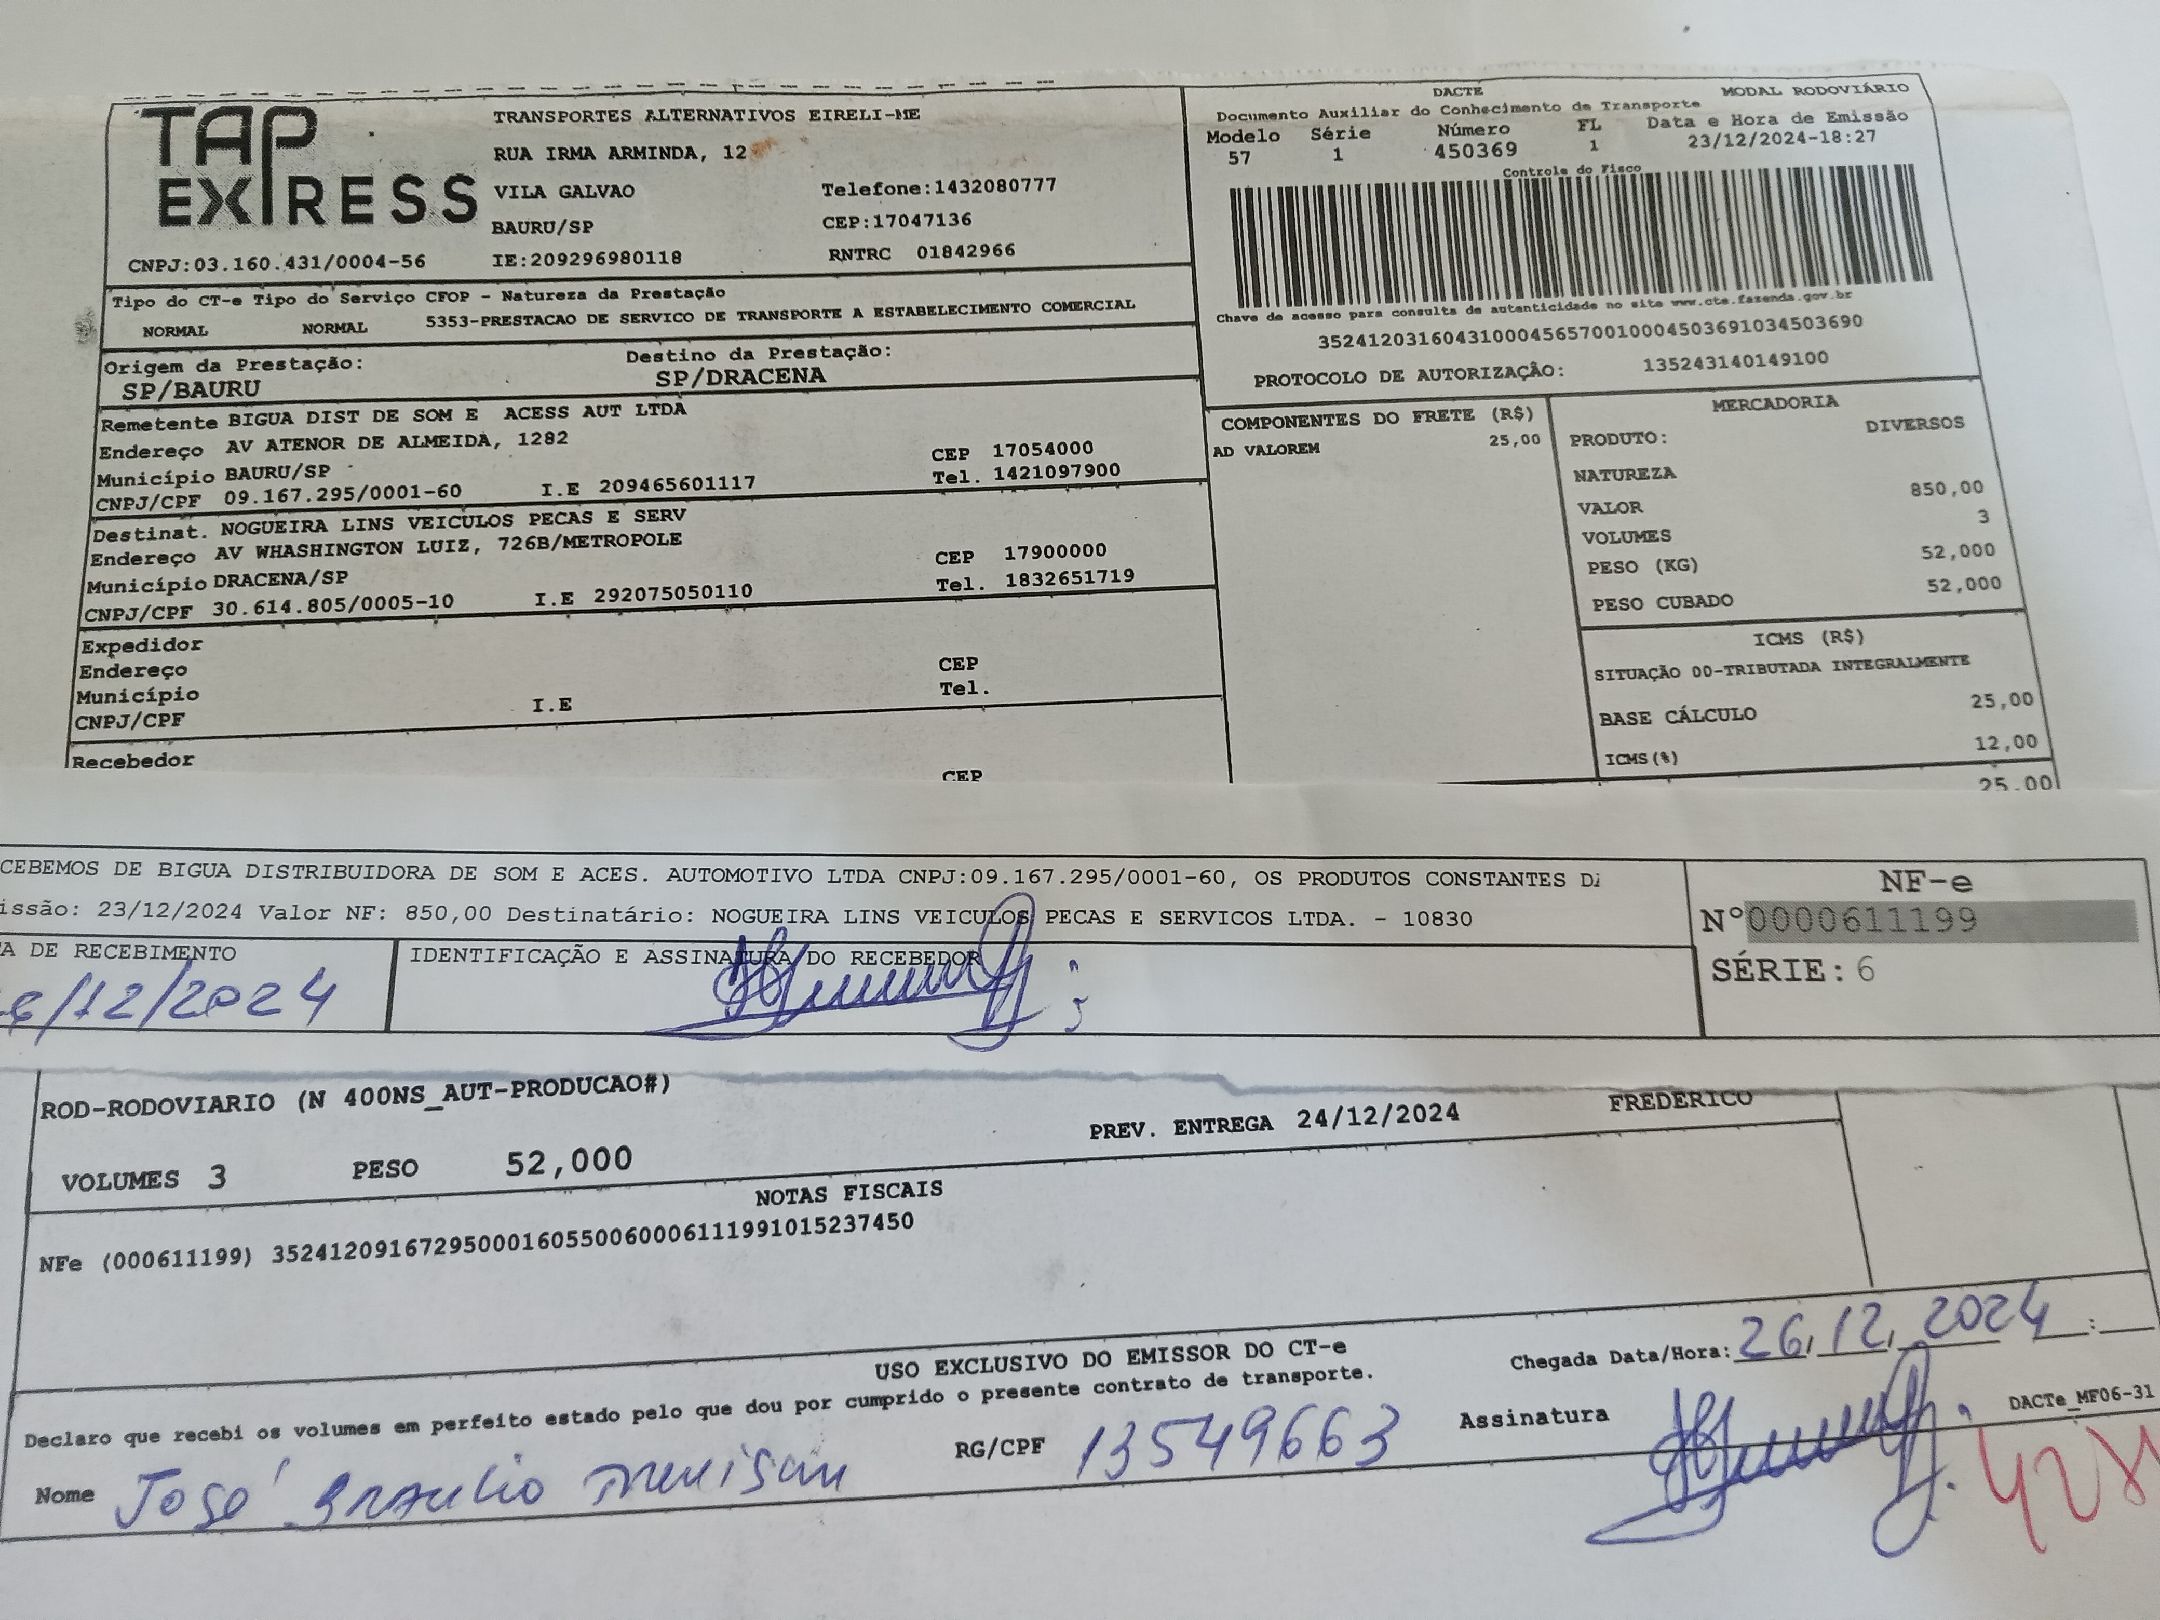 TAP EXPRESS
TRANSPORTES ALTERNATIVOS EIRELI-ME
RUA IRMA ARMINDA, 12
VILA GALVAO Telefone:1432080777
BAURU/SP CEP:17047136
CNPJ:03.160.431/0004-56 IE:209296980118 RNTRC 01842966
DACTE MODAL RODOVIÁRIO
Documento Auxiliar do Conhecimento de Transporte
Modelo Série Número FL Data e Hora de Emissão
57 1 450369 1 23/12/2024-18:27
Controle do Fisco
Chave de acesso para consulta de autenticidade no site www.cte.fazenda.gov.br
35241203160431000456570010004503691034503690
PROTOCOLO DE AUTORIZAÇÃO: 135243140149100
Tipo do CT-e Tipo do Serviço CFOP - Natureza da Prestação
NORMAL NORMAL 5353-PRESTACAO DE SERVICO DE TRANSPORTE A ESTABELECIMENTO COMERCIAL
Origem da Prestação: Destino da Prestação:
SP/BAURU SP/DRACENA
Remetente BIGUA DIST DE SOM E ACESS AUT LTDA
Endereço AV ATENOR DE ALMEIDA, 1282 CEP 17054000
Município BAURU/SP Tel. 1421097900
CNPJ/CPF 09.167.295/0001-60 I.E 209465601117
Destinat. NOGUEIRA LINS VEICULOS PECAS E SERV
Endereço AV WHASHINGTON LUIZ, 726B/METROPOLE CEP 17900000
Município DRACENA/SP Tel. 1832651719
CNPJ/CPF 30.614.805/0005-10 I.E 292075050110
Expedidor
Endereço CEP
Município Tel.
CNPJ/CPF I.E
Recebedor
CEP
COMPONENTES DO FRETE (R$)
AD VALOREM 25,00
MERCADORIA
PRODUTO: DIVERSOS
NATUREZA
VALOR 850,00
VOLUMES 3
PESO (KG) 52,000
PESO CUBADO 52,000
ICMS (R$)
SITUAÇÃO 00-TRIBUTADA INTEGRALMENTE
BASE CÁLCULO 25,00
ICMS(%) 12,00
25,00
CEBEMOS DE BIGUA DISTRIBUIDORA DE SOM E ACES. AUTOMOTIVO LTDA CNPJ:09.167.295/0001-60, OS PRODUTOS CONSTANTES DA
issão: 23/12/2024 Valor NF: 850,00 Destinatário: NOGUEIRA LINS VEICULOS PECAS E SERVICOS LTDA. - 10830
A DE RECEBIMENTO IDENTIFICAÇÃO E ASSINATURA DO RECEBEDOR
6/12/2024
NF-e
Nº0000611199
SÉRIE:6
ROD-RODOVIARIO (N 400NS_AUT-PRODUCAO#)
PREV. ENTREGA 24/12/2024 FREDERICO
VOLUMES 3 PESO 52,000
NOTAS FISCAIS
NFe (000611199) 35241209167295000160550060006111991015237450
USO EXCLUSIVO DO EMISSOR DO CT-e
Chegada Data/Hora: 26/12/2024 :
Declaro que recebi os volumes em perfeito estado pelo que dou por cumprido o presente contrato de transporte.
DACTe_MF06-31
Nome José Braulio RG/CPF 13549663 Assinatura